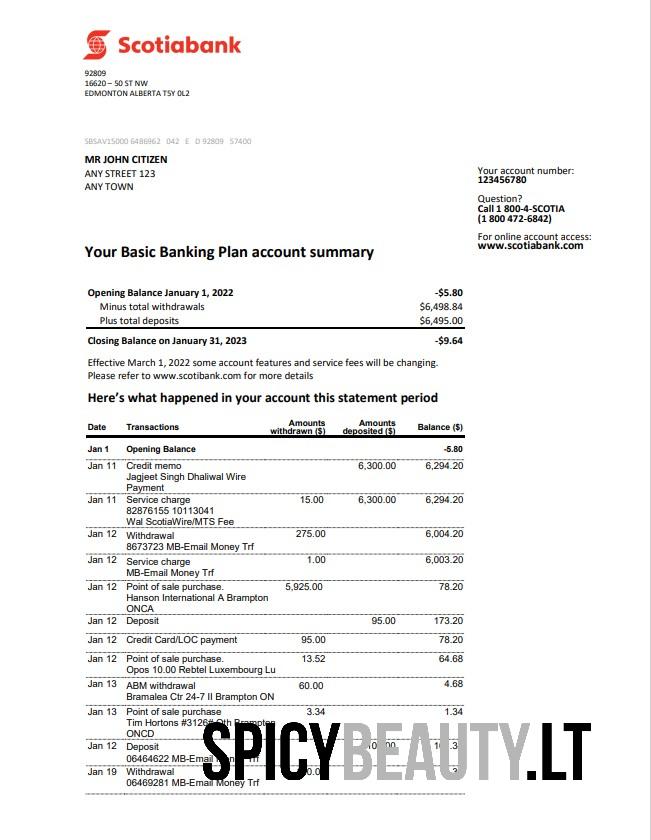 Scotiabank
92809
16620 – 50 ST NW
EDMONTON ALBERTA T5Y 0L2
SBSAV15000 6486962 042 E D 92809 57400
MR JOHN CITIZEN
ANY STREET 123
ANY TOWN
Your account number:
123456780
Question?
Call 1 800-4-SCOTIA
(1 800 472-6842)
For online account access:
www.scotiabank.com
Your Basic Banking Plan account summary
Opening Balance January 1, 2022 -$5.80
Minus total withdrawals $6,498.84
Plus total deposits $6,495.00
Closing Balance on January 31, 2023 -$9.64
Effective March 1, 2022 some account features and service fees will be changing.
Please refer to www.scotibank.com for more details
Here’s what happened in your account this statement period
Date Transactions Amounts withdrawn ($) Amounts deposited ($) Balance ($)
Jan 1 Opening Balance -5.80
Jan 11 Credit memo 6,300.00 6,294.20
Jagjeet Singh Dhaliwal Wire
Payment
Jan 11 Service charge 15.00 6,300.00 6,294.20
82876155 10113041
Wal ScotiaWire/MTS Fee
Jan 12 Withdrawal 275.00 6,004.20
8673723 MB-Email Money Trf
Jan 12 Service charge 1.00 6,003.20
MB-Email Money Trf
Jan 12 Point of sale purchase. 5,925.00 78.20
Hanson International A Brampton
ONCA
Jan 12 Deposit 95.00 173.20
Jan 12 Credit Card/LOC payment 95.00 78.20
Jan 12 Point of sale purchase. 13.52 64.68
Opos 10.00 Rebtel Luxembourg Lu
Jan 13 ABM withdrawal 60.00 4.68
Bramalea Ctr 24-7 II Brampton ON
Jan 13 Point of sale purchase 3.34 1.34
Tim Hortons #3126# Qth Brampton
ONCD
Jan 12 Deposit
06464622 MB-Email Money Trf
Jan 19 Withdrawal
06469281 MB-Email Money Trf
SPICYBEAUTY.LT